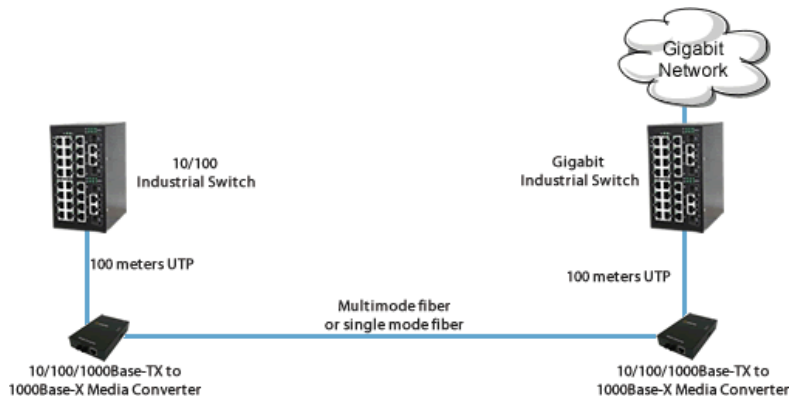 Gigabit
Network
10/100
Industrial Switch
Gigabit
Industrial Switch
100 meters UTP
100 meters UTP
Multimode fiber
or single mode fiber
10/100/1000Base-TX to
1000Base-X Media Converter
10/100/1000Base-TX to
1000Base-X Media Converter